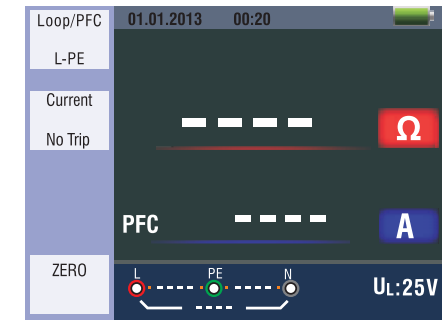 Loop/PFC
L-PE
Current
No Trip
ZERO
01.01.2013 00:20
---- Ω
PFC ---- A
L PE N
UL:25V